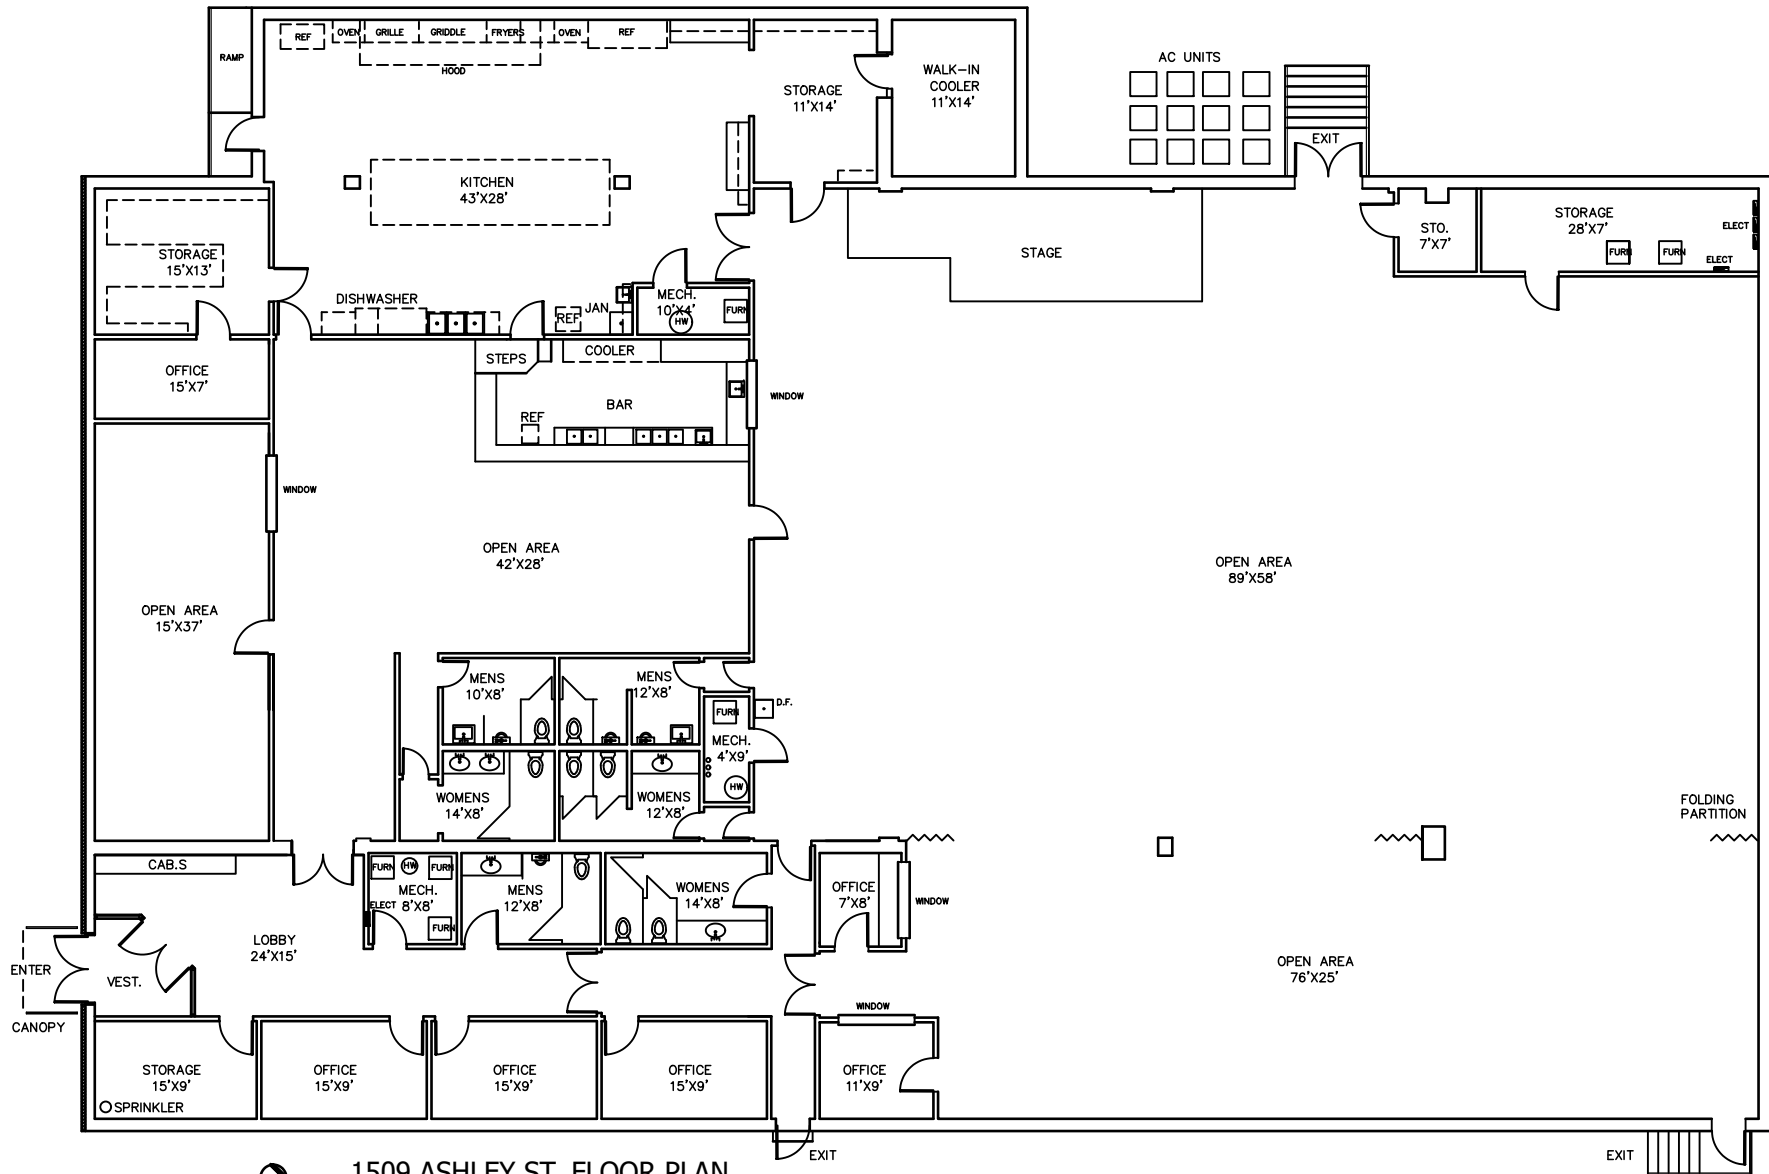 REF
OVEN
GRILLE
GRIDDLE
FRYERS
OVEN
REF
HOOD
RAMP
STORAGE
11'X14'
WALK-IN
COOLER
11'X14'
AC UNITS
EXIT
KITCHEN
43'X28'
STORAGE
15'X13'
DISHWASHER
REF
JAN
MECH.
10'X4'
HW
FURN
STAGE
STO.
7'X7'
STORAGE
28'X7'
FURN
FURN
ELECT
ELECT
OFFICE
15'X7'
STEPS
COOLER
BAR
REF
WINDOW
WINDOW
OPEN AREA
42'X28'
OPEN AREA
89'X58'
OPEN AREA
15'X37'
MENS
10'X8'
MENS
12'X8'
FURN
D.F.
MECH.
4'X9'
HW
WOMENS
14'X8'
WOMENS
12'X8'
FOLDING
PARTITION
CAB.S
FURN
HW
FURN
MECH.
8'X8'
ELECT
FURN
MENS
12'X8'
WOMENS
14'X8'
OFFICE
7'X8'
WINDOW
LOBBY
24'X15'
ENTER
VEST.
CANOPY
OPEN AREA
76'X25'
WINDOW
STORAGE
15'X9'
SPRINKLER
OFFICE
15'X9'
OFFICE
15'X9'
OFFICE
15'X9'
OFFICE
11'X9'
EXIT
EXIT
1509 ASHLEY ST. FLOOR PLAN